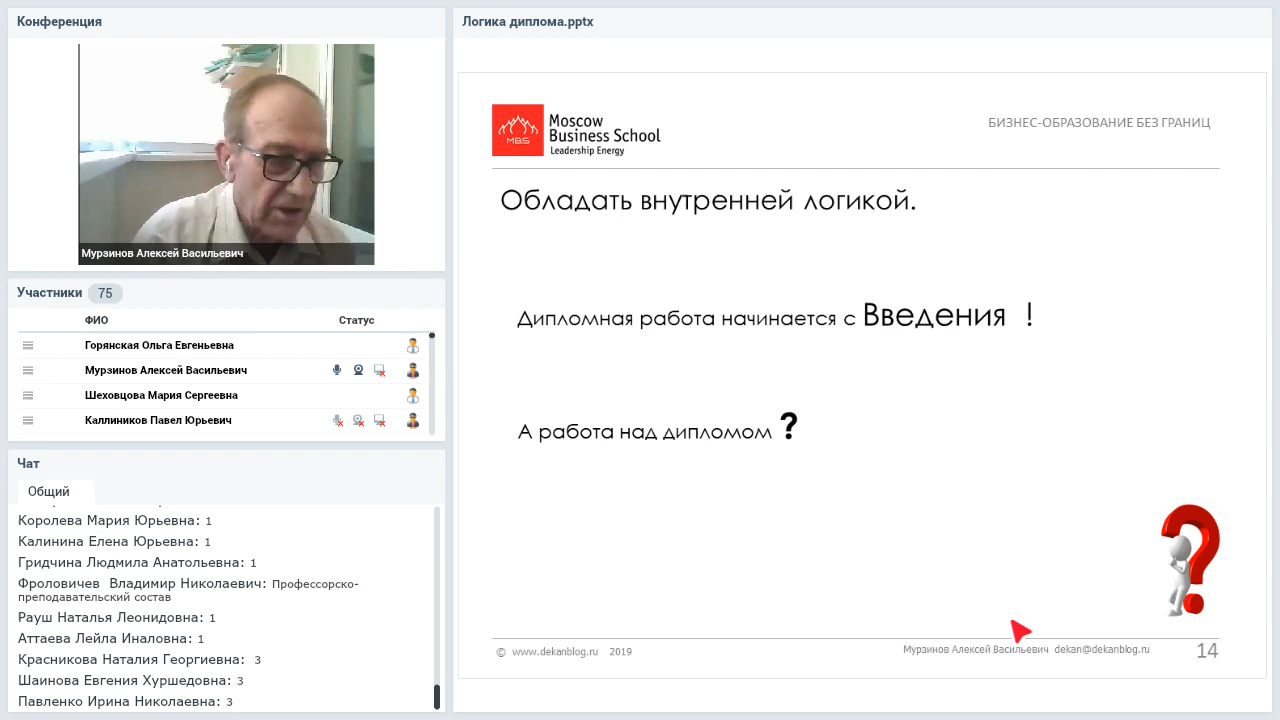 Конференция
Мурзинов Алексей Васильевич
Участники 75
ФИО Статус
Горянская Ольга Евгеньевна
Мурзинов Алексей Васильевич
Шеховцова Мария Сергеевна
Каллиников Павел Юрьевич
Чат
Общий
Королева Мария Юрьевна: 1
Калинина Елена Юрьевна: 1
Гридчина Людмила Анатольевна: 1
Фроловичев Владимир Николаевич: Профессорско-
преподавательский состав
Рауш Наталья Леонидовна: 1
Аттаева Лейла Иналовна: 1
Красникова Наталия Георгиевна: 3
Шаинова Евгения Хуршедовна: 3
Павленко Ирина Николаевна: 3
Логика диплома.pptx
MBS
Moscow
Business School
Leadership Energy
БИЗНЕС-ОБРАЗОВАНИЕ БЕЗ ГРАНИЦ
Обладать внутренней логикой.
Дипломная работа начинается с Введения !
А работа над дипломом ?
© www.dekanblog.ru 2019
Мурзинов Алексей Васильевич dekan@dekanblog.ru
14